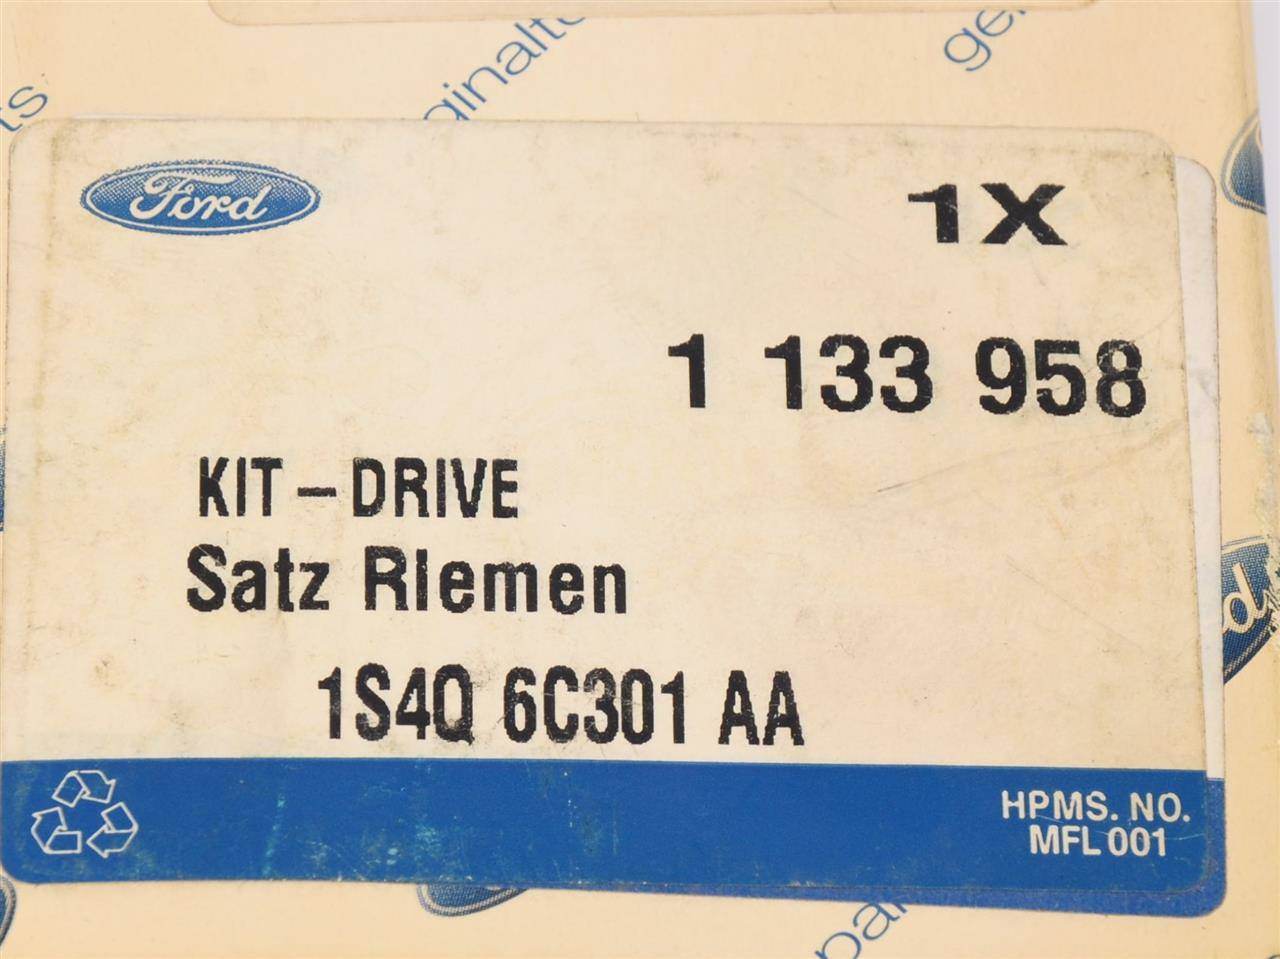 Ford
1X
1 133 958
KIT-DRIVE
Satz Riemen
1S4Q 6C301 AA
HPMS. NO.
MFL 001